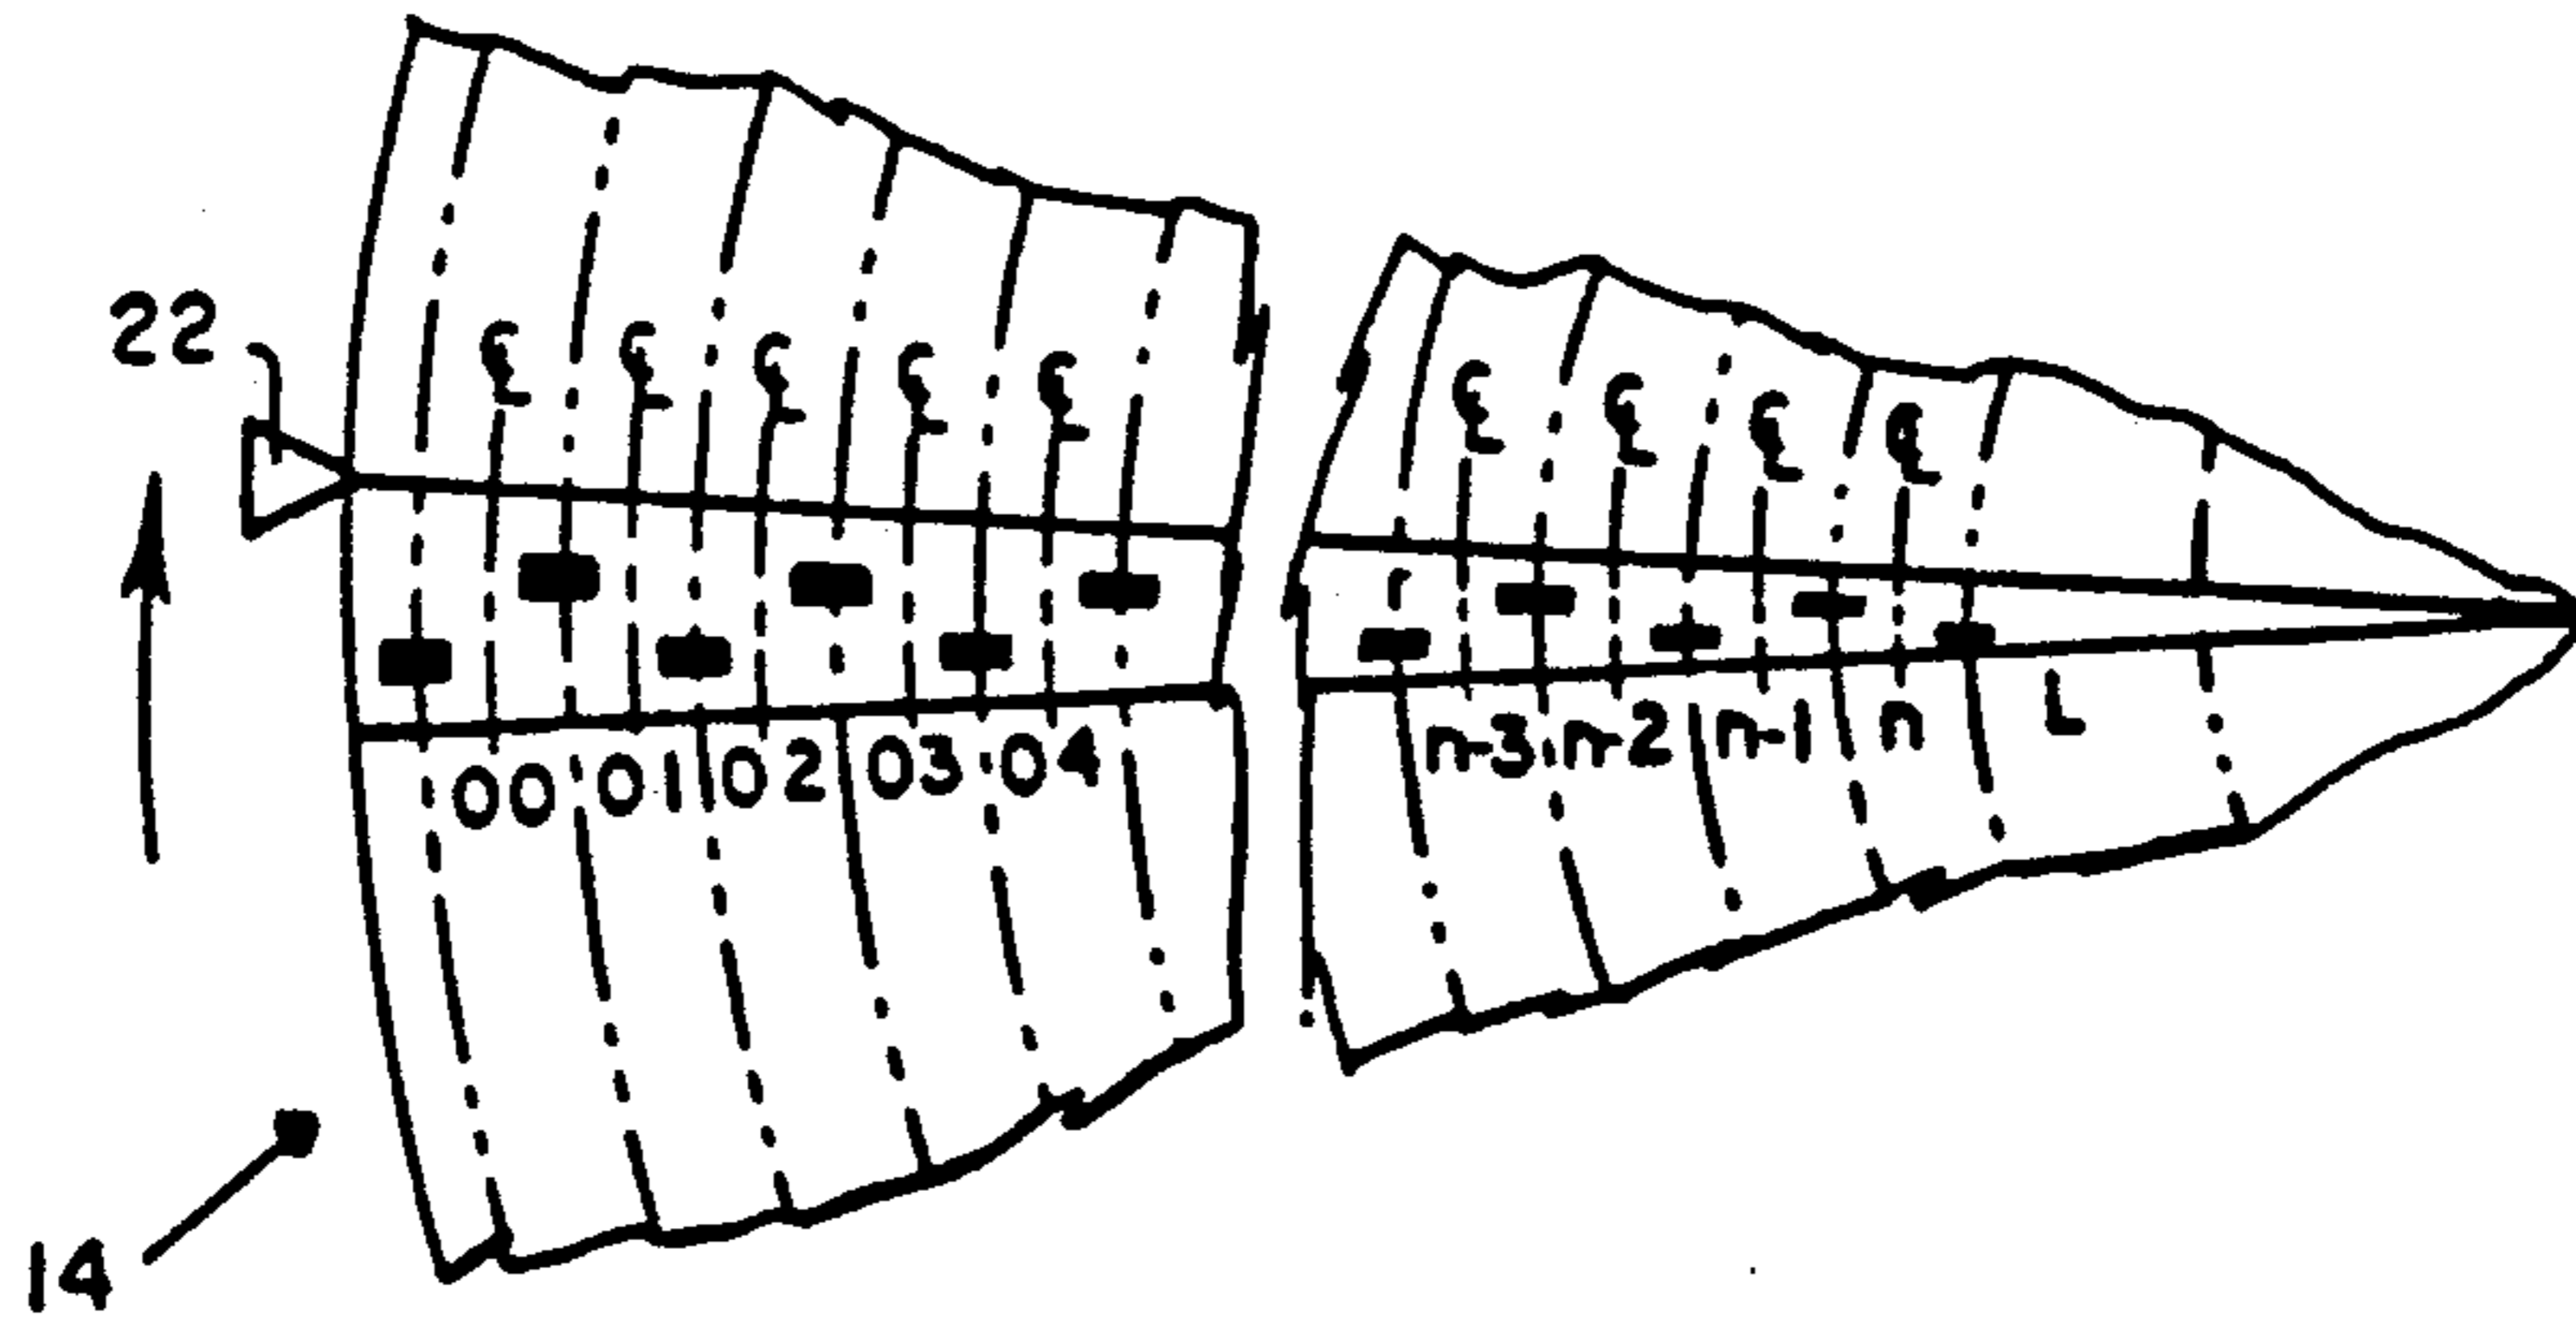 22
℄ ℄ ℄ ℄ ℄ ℄ ℄ ℄ ℄
r
00 01 02 03 04 n-3 n-2 n-1 n L
14